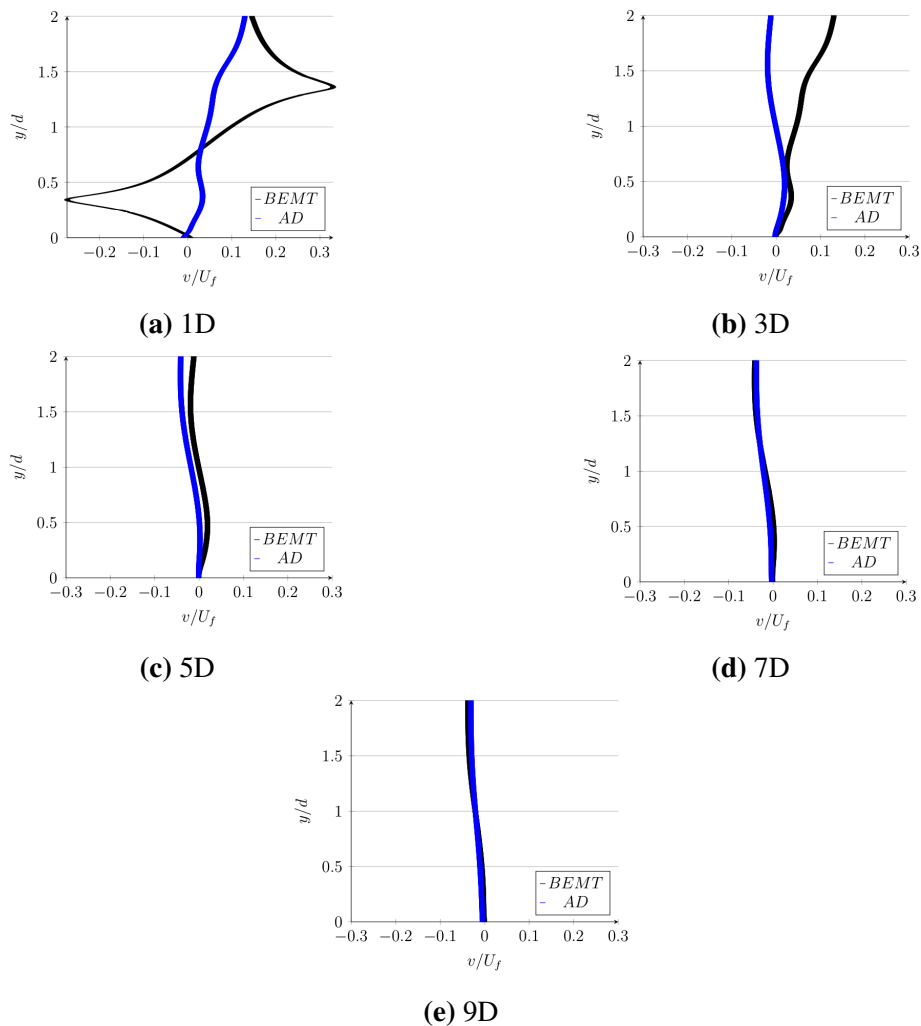 2
1.5
1
0.5
0
−0.2 −0.1 0 0.1 0.2 0.3
y/d
v/U_f
BEMT
AD
(a) 1D
2
1.5
1
0.5
0
−0.3 −0.2 −0.1 0 0.1 0.2 0.3
y/d
v/U_f
BEMT
AD
(b) 3D
2
1.5
1
0.5
0
−0.3 −0.2 −0.1 0 0.1 0.2 0.3
y/d
v/U_f
BEMT
AD
(c) 5D
2
1.5
1
0.5
0
−0.3 −0.2 −0.1 0 0.1 0.2 0.3
y/d
v/U_f
BEMT
AD
(d) 7D
2
1.5
1
0.5
0
−0.3 −0.2 −0.1 0 0.1 0.2 0.3
y/d
v/U_f
BEMT
AD
(e) 9D